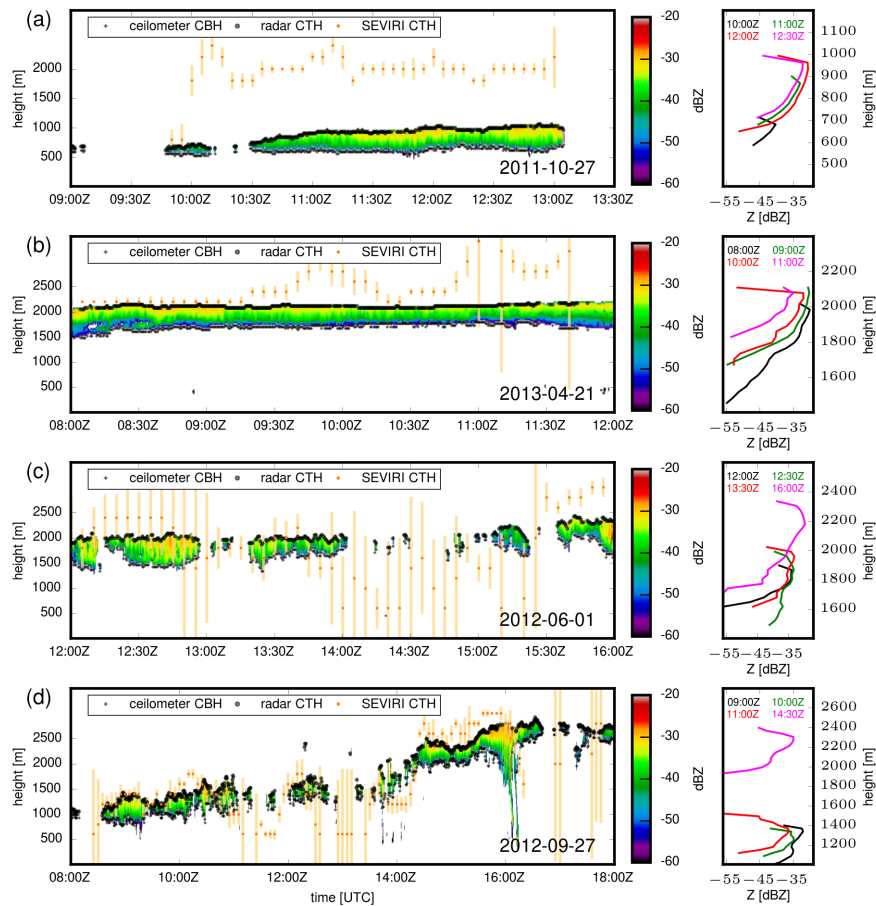 (a)
ceilometer CBH radar CTH SEVIRI CTH
height [m]
2000
1500
1000
500
2011-10-27
09:00Z 09:30Z 10:00Z 10:30Z 11:00Z 11:30Z 12:00Z 12:30Z 13:00Z 13:30Z
-20
-30
-40
-50
-60
dBZ
10:00Z 11:00Z
12:00Z 12:30Z
1100
1000
900
800
700
600
500
height [m]
−55 −45 −35
Z [dBZ]
(b)
ceilometer CBH radar CTH SEVIRI CTH
height [m]
2500
2000
1500
1000
500
2013-04-21
08:00Z 08:30Z 09:00Z 09:30Z 10:00Z 10:30Z 11:00Z 11:30Z 12:00Z
-20
-30
-40
-50
-60
dBZ
08:00Z 09:00Z
10:00Z 11:00Z
2200
2000
1800
1600
height [m]
−55 −45 −35
Z [dBZ]
(c)
ceilometer CBH radar CTH SEVIRI CTH
height [m]
2500
2000
1500
1000
500
2012-06-01
12:00Z 12:30Z 13:00Z 13:30Z 14:00Z 14:30Z 15:00Z 15:30Z 16:00Z
-20
-30
-40
-50
-60
dBZ
12:00Z 12:30Z
13:30Z 16:00Z
2400
2200
2000
1800
1600
height [m]
−55 −45 −35
Z [dBZ]
(d)
ceilometer CBH radar CTH SEVIRI CTH
height [m]
2500
2000
1500
1000
500
2012-09-27
08:00Z 10:00Z 12:00Z 14:00Z 16:00Z 18:00Z
time [UTC]
-20
-30
-40
-50
-60
dBZ
09:00Z 10:00Z
11:00Z 14:30Z
2600
2400
2200
2000
1800
1600
1400
1200
height [m]
−55 −45 −35
Z [dBZ]